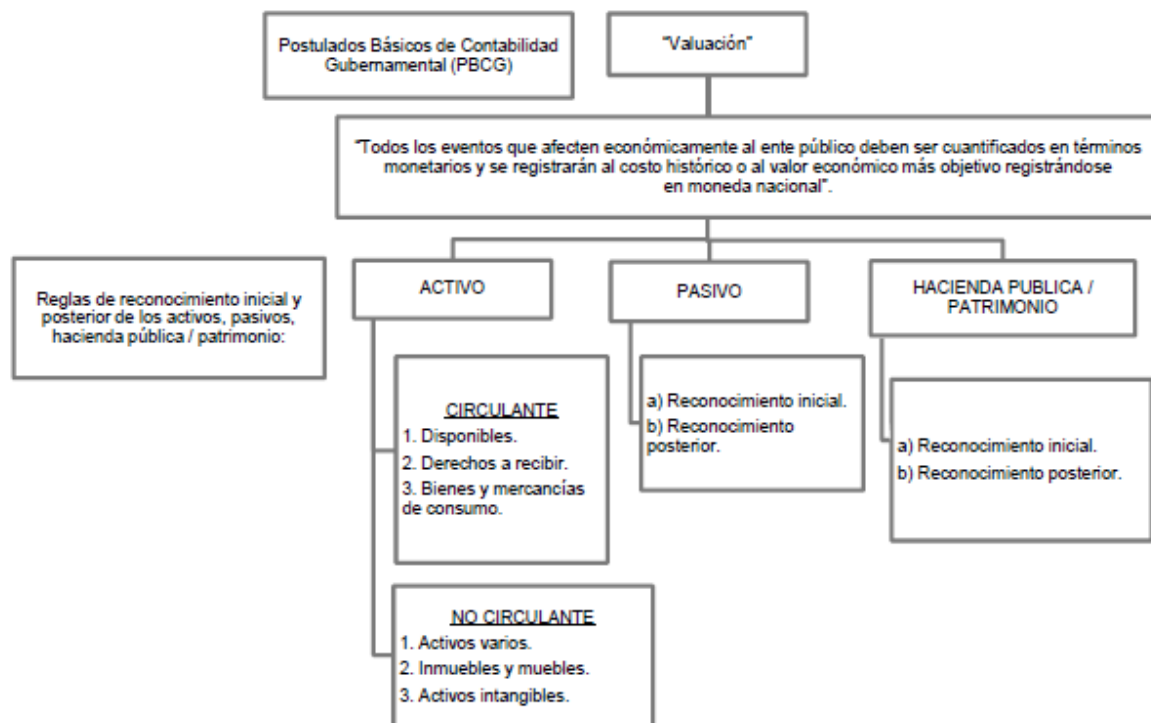 Postulados Básicos de Contabilidad
Gubernamental (PBCG)
"Valuación"
"Todos los eventos que afecten económicamente al ente público deben ser cuantificados en términos
monetarios y se registrarán al costo histórico o al valor económico más objetivo registrándose
en moneda nacional".
Reglas de reconocimiento inicial y
posterior de los activos, pasivos,
hacienda pública / patrimonio:
ACTIVO
PASIVO
HACIENDA PUBLICA /
PATRIMONIO
CIRCULANTE
1. Disponibles.
2. Derechos a recibir.
3. Bienes y mercancías
de consumo.
a) Reconocimiento inicial.
b) Reconocimiento
posterior.
a) Reconocimiento inicial.
b) Reconocimiento posterior.
NO CIRCULANTE
1. Activos varios.
2. Inmuebles y muebles.
3. Activos intangibles.